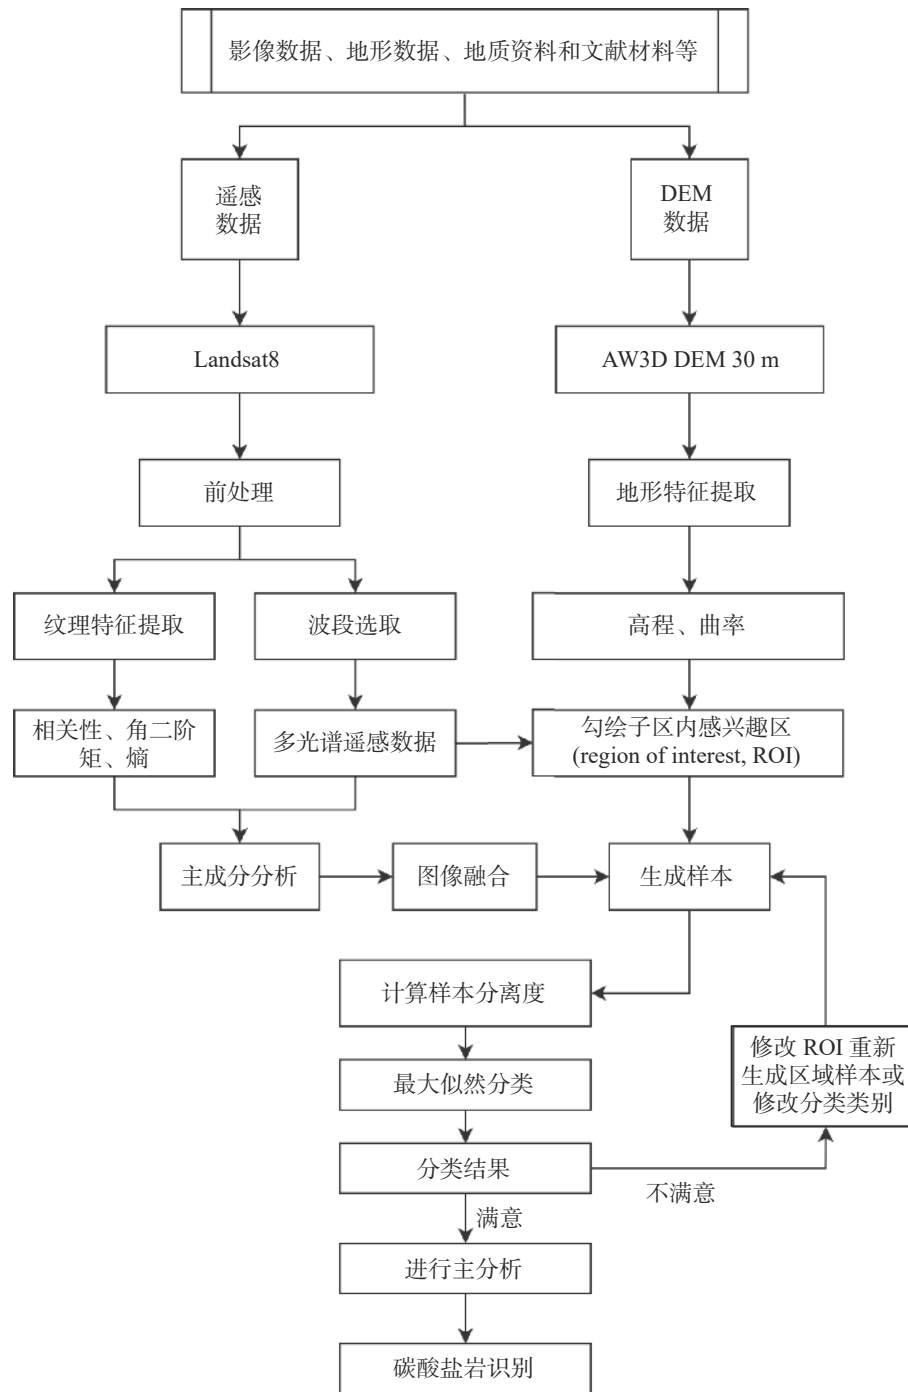 影像数据、地形数据、地质资料和文献材料等
遥感
数据
DEM
数据
Landsat8
AW3D DEM 30 m
前处理
地形特征提取
纹理特征提取
波段选取
高程、曲率
相关性、角二阶
矩、熵
多光谱遥感数据
勾绘子区内感兴趣区
(region of interest, ROI)
主成分分析
图像融合
生成样本
计算样本分离度
最大似然分类
修改 ROI 重新
生成区域样本或
修改分类类别
分类结果
不满意
满意
进行主分析
碳酸盐岩识别